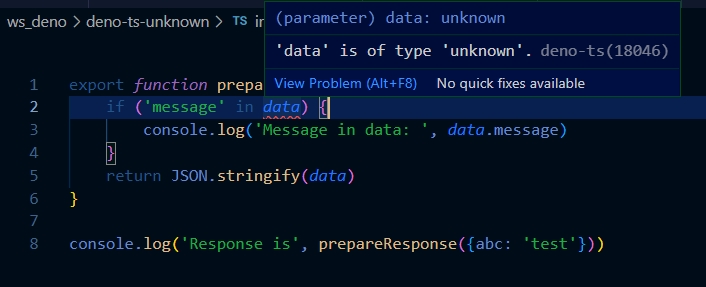 ws_deno > deno-ts-unknown > TS in
(parameter) data: unknown
'data' is of type 'unknown'. deno-ts(18046)
View Problem (Alt+F8) No quick fixes available
1 export function prepa
2 if ('message' in data) {
3 console.log('Message in data: ', data.message)
4 }
5 return JSON.stringify(data)
6 }
7
8 console.log('Response is', prepareResponse({abc: 'test'}))